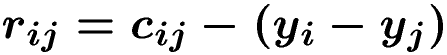 $r_{ij} = c_{ij} - (y_i - y_j)$